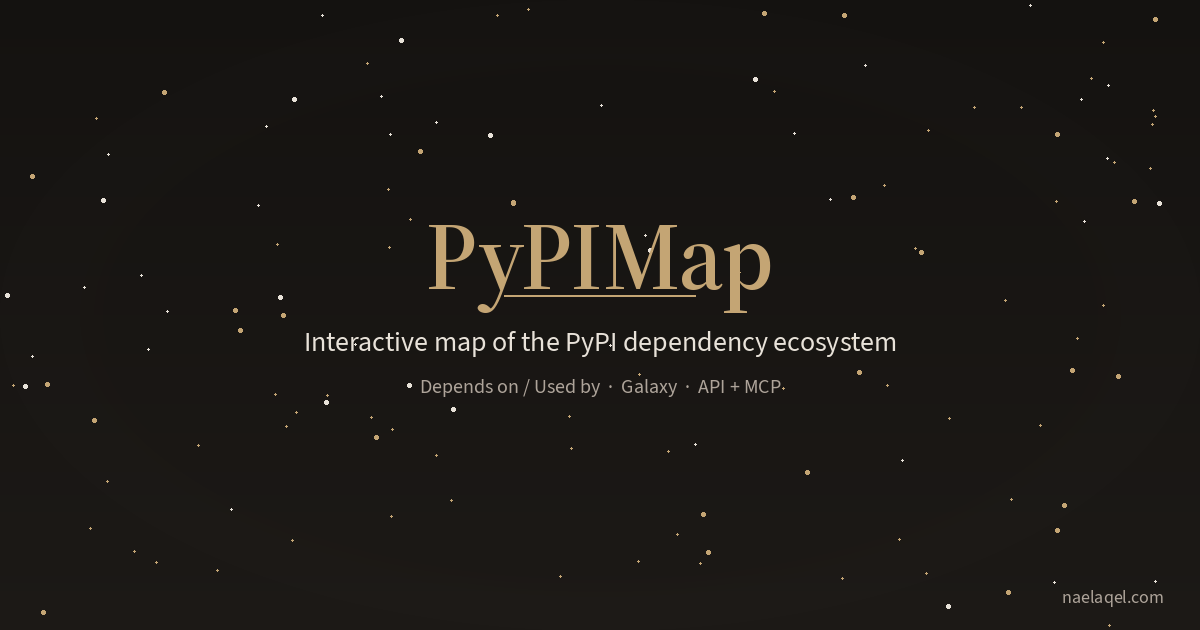 PyPIMap
Interactive map of the PyPI dependency ecosystem
Depends on / Used by · Galaxy · API + MCP
naelaqel.com